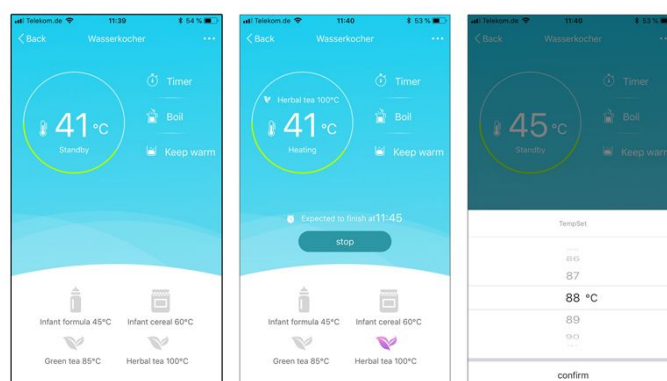 Telekom.de 11:39 54 %
Back Wasserkocher ...
Timer
41 °C
Boil
Standby
Keep warm
Infant formula 45°C Infant cereal 60°C
Green tea 85°C Herbal tea 100°C
Telekom.de 11:40 53 %
Back Wasserkocher ...
Timer
Herbal tea 100°C
41 °C
Boil
Heating
Keep warm
Expected to finish at 11:45
stop
Infant formula 45°C Infant cereal 60°C
Green tea 85°C Herbal tea 100°C
Telekom.de 11:40 53 %
Back Wasserkocher ...
Timer
45 °C
Boil
Standby
Keep warm
TempSet
86
87
88 °C
89
90
confirm